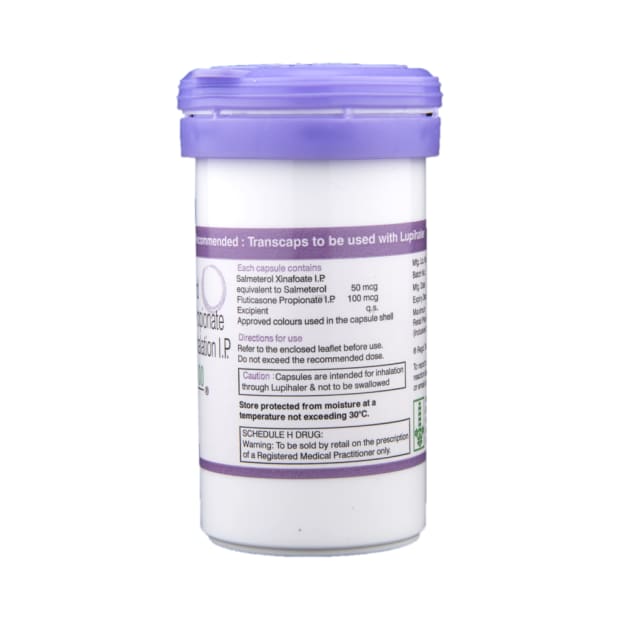 : Transcaps to be used with Lupihaler
Each capsule contains
Salmeterol Xinafoate I.P.
equivalent to Salmeterol 50 mcg
Fluticasone Propionate I.P. 100 mcg
Excipient q.s.
Approved colours used in the capsule shell
Directions for use
Refer to the enclosed leaflet before use.
Do not exceed the recommended dose.
Caution : Capsules are intended for inhalation
through Lupihaler & not to be swallowed
Store protected from moisture at a
temperature not exceeding 30°C.
SCHEDULE H DRUG:
Warning: To be sold by retail on the prescription
of a Registered Medical Practitioner only.
I.P.
®
Mfg.
Batch
Mfg.